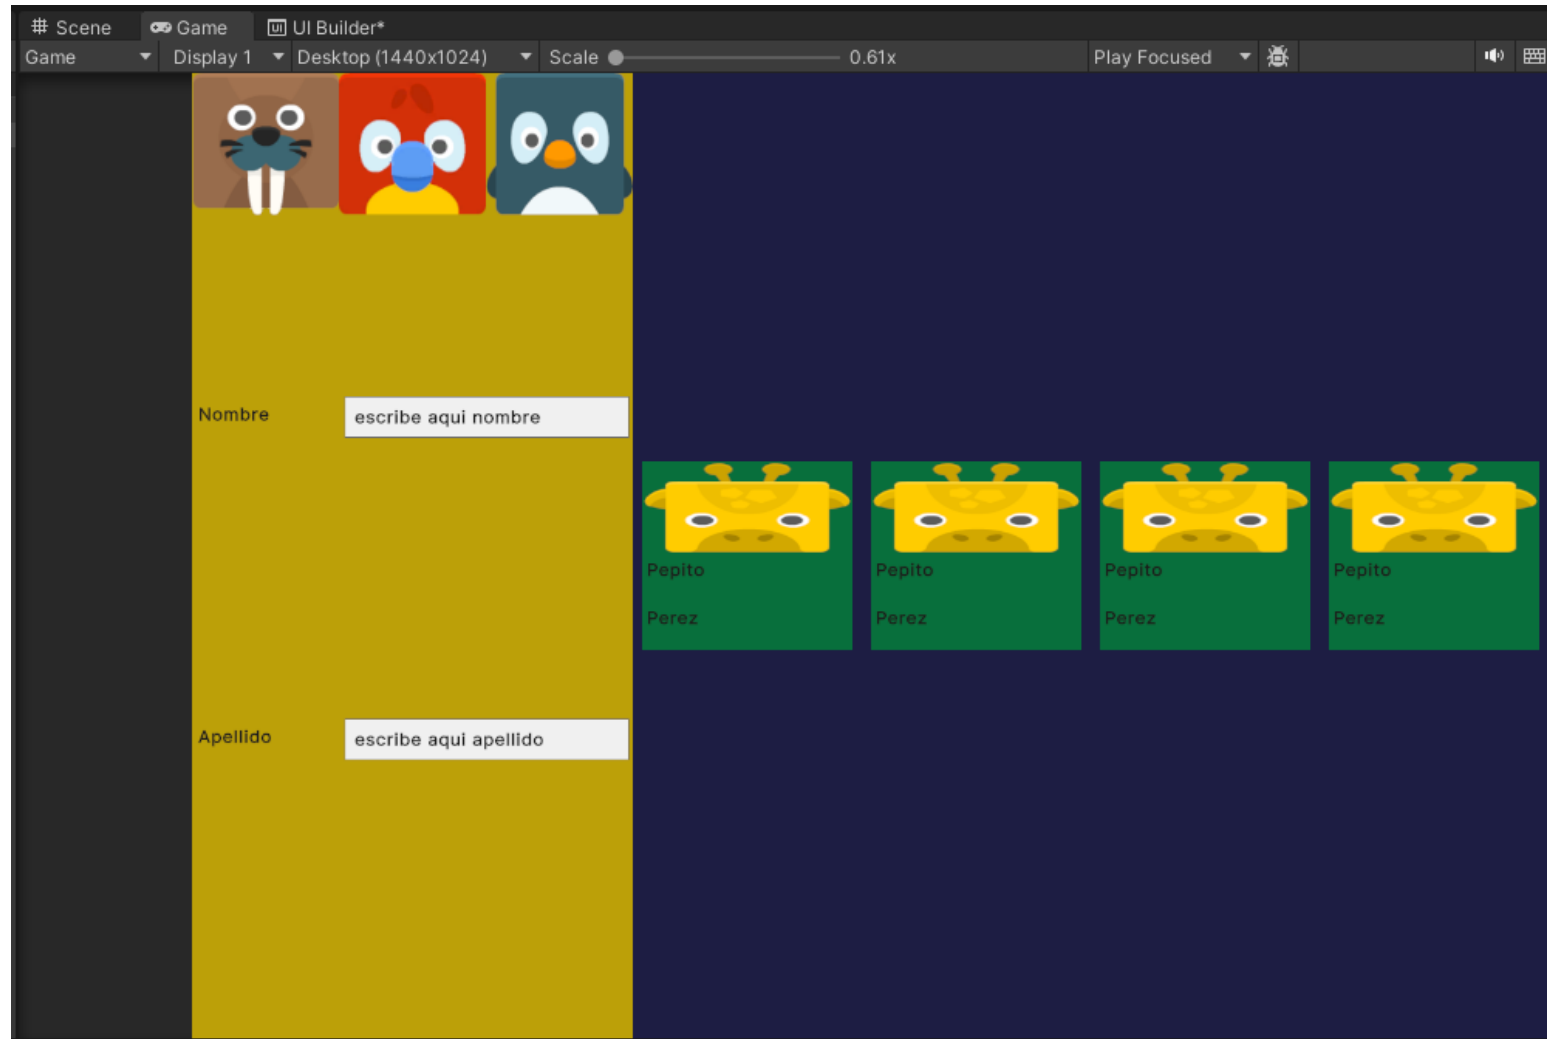 Scene Game UI UI Builder*
Game Display 1 Desktop (1440x1024) Scale 0.61x Play Focused
Nombre escribe aqui nombre
Pepito Pepito Pepito Pepito
Perez Perez Perez Perez
Apellido escribe aqui apellido